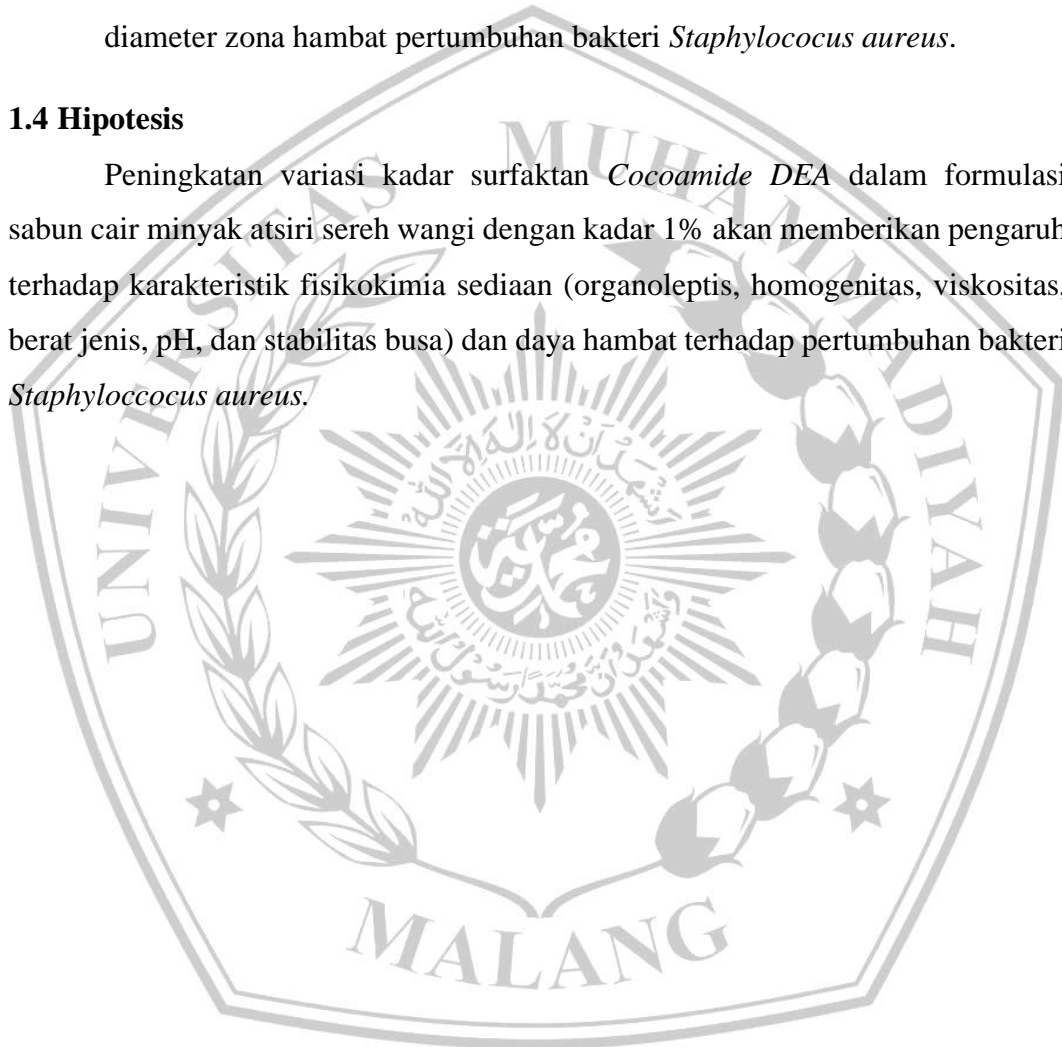 diameter zona hambat pertumbuhan bakteri Staphylococus aureus.
1.4 Hipotesis
Peningkatan variasi kadar surfaktan Cocoamide DEA dalam formulasi
sabun cair minyak atsiri sereh wangi dengan kadar 1% akan memberikan pengaruh
terhadap karakteristik fisikokimia sediaan (organoleptis, homogenitas, viskositas,
berat jenis, pH, dan stabilitas busa) dan daya hambat terhadap pertumbuhan bakteri
Staphyloccocus aureus.
UNIVERSITAS MUHAMMADIYAH
MALANG